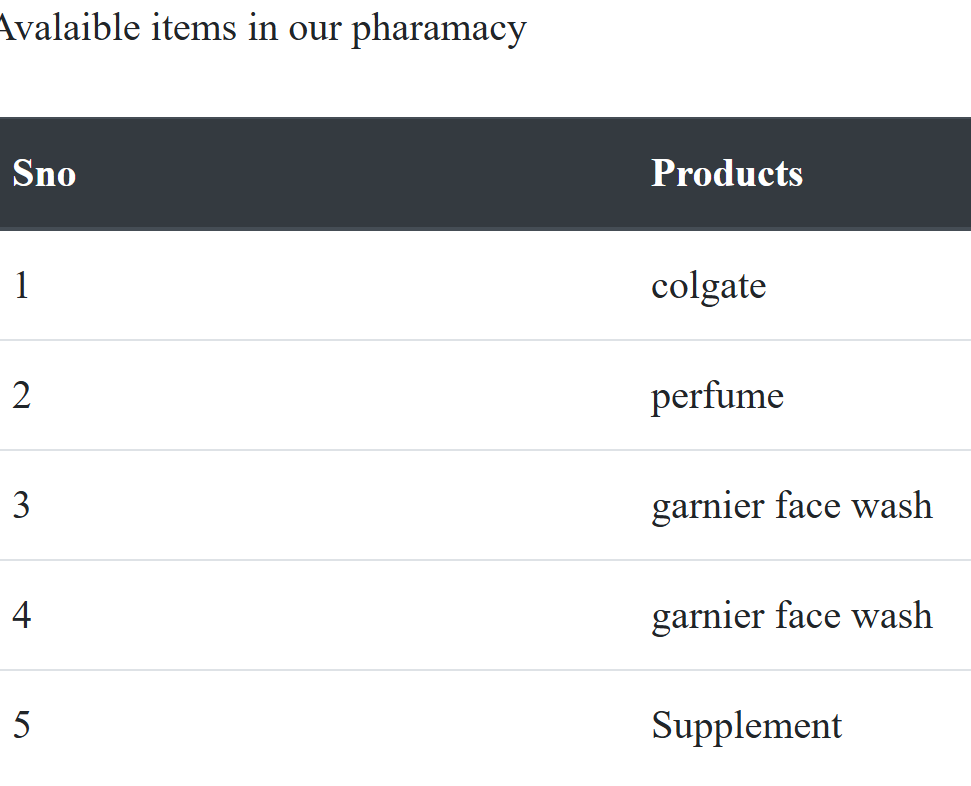 Avalaible items in our pharamacy
Sno Products
1 colgate
2 perfume
3 garnier face wash
4 garnier face wash
5 Supplement